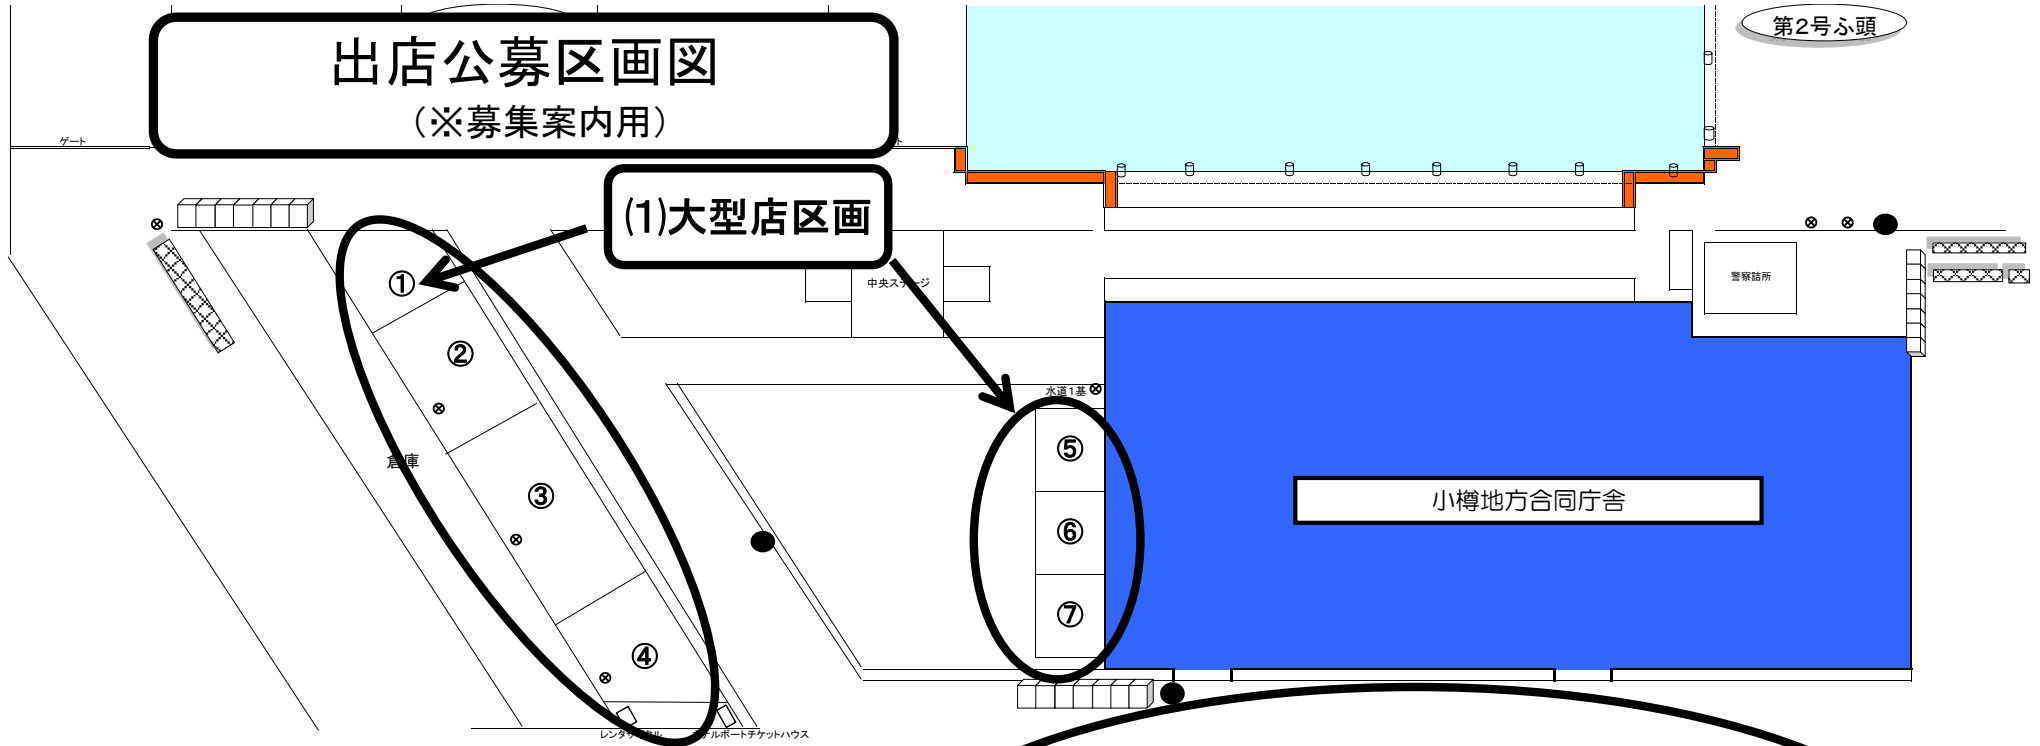 出店公募区画図
（※募集案内用）
第2号ふ頭
ゲート
(1)大型店区画
①
②
③
④
倉庫
中央ステージ
警察詰所
水道1基
⑤
⑥
⑦
小樽地方合同庁舎
チケットハウス